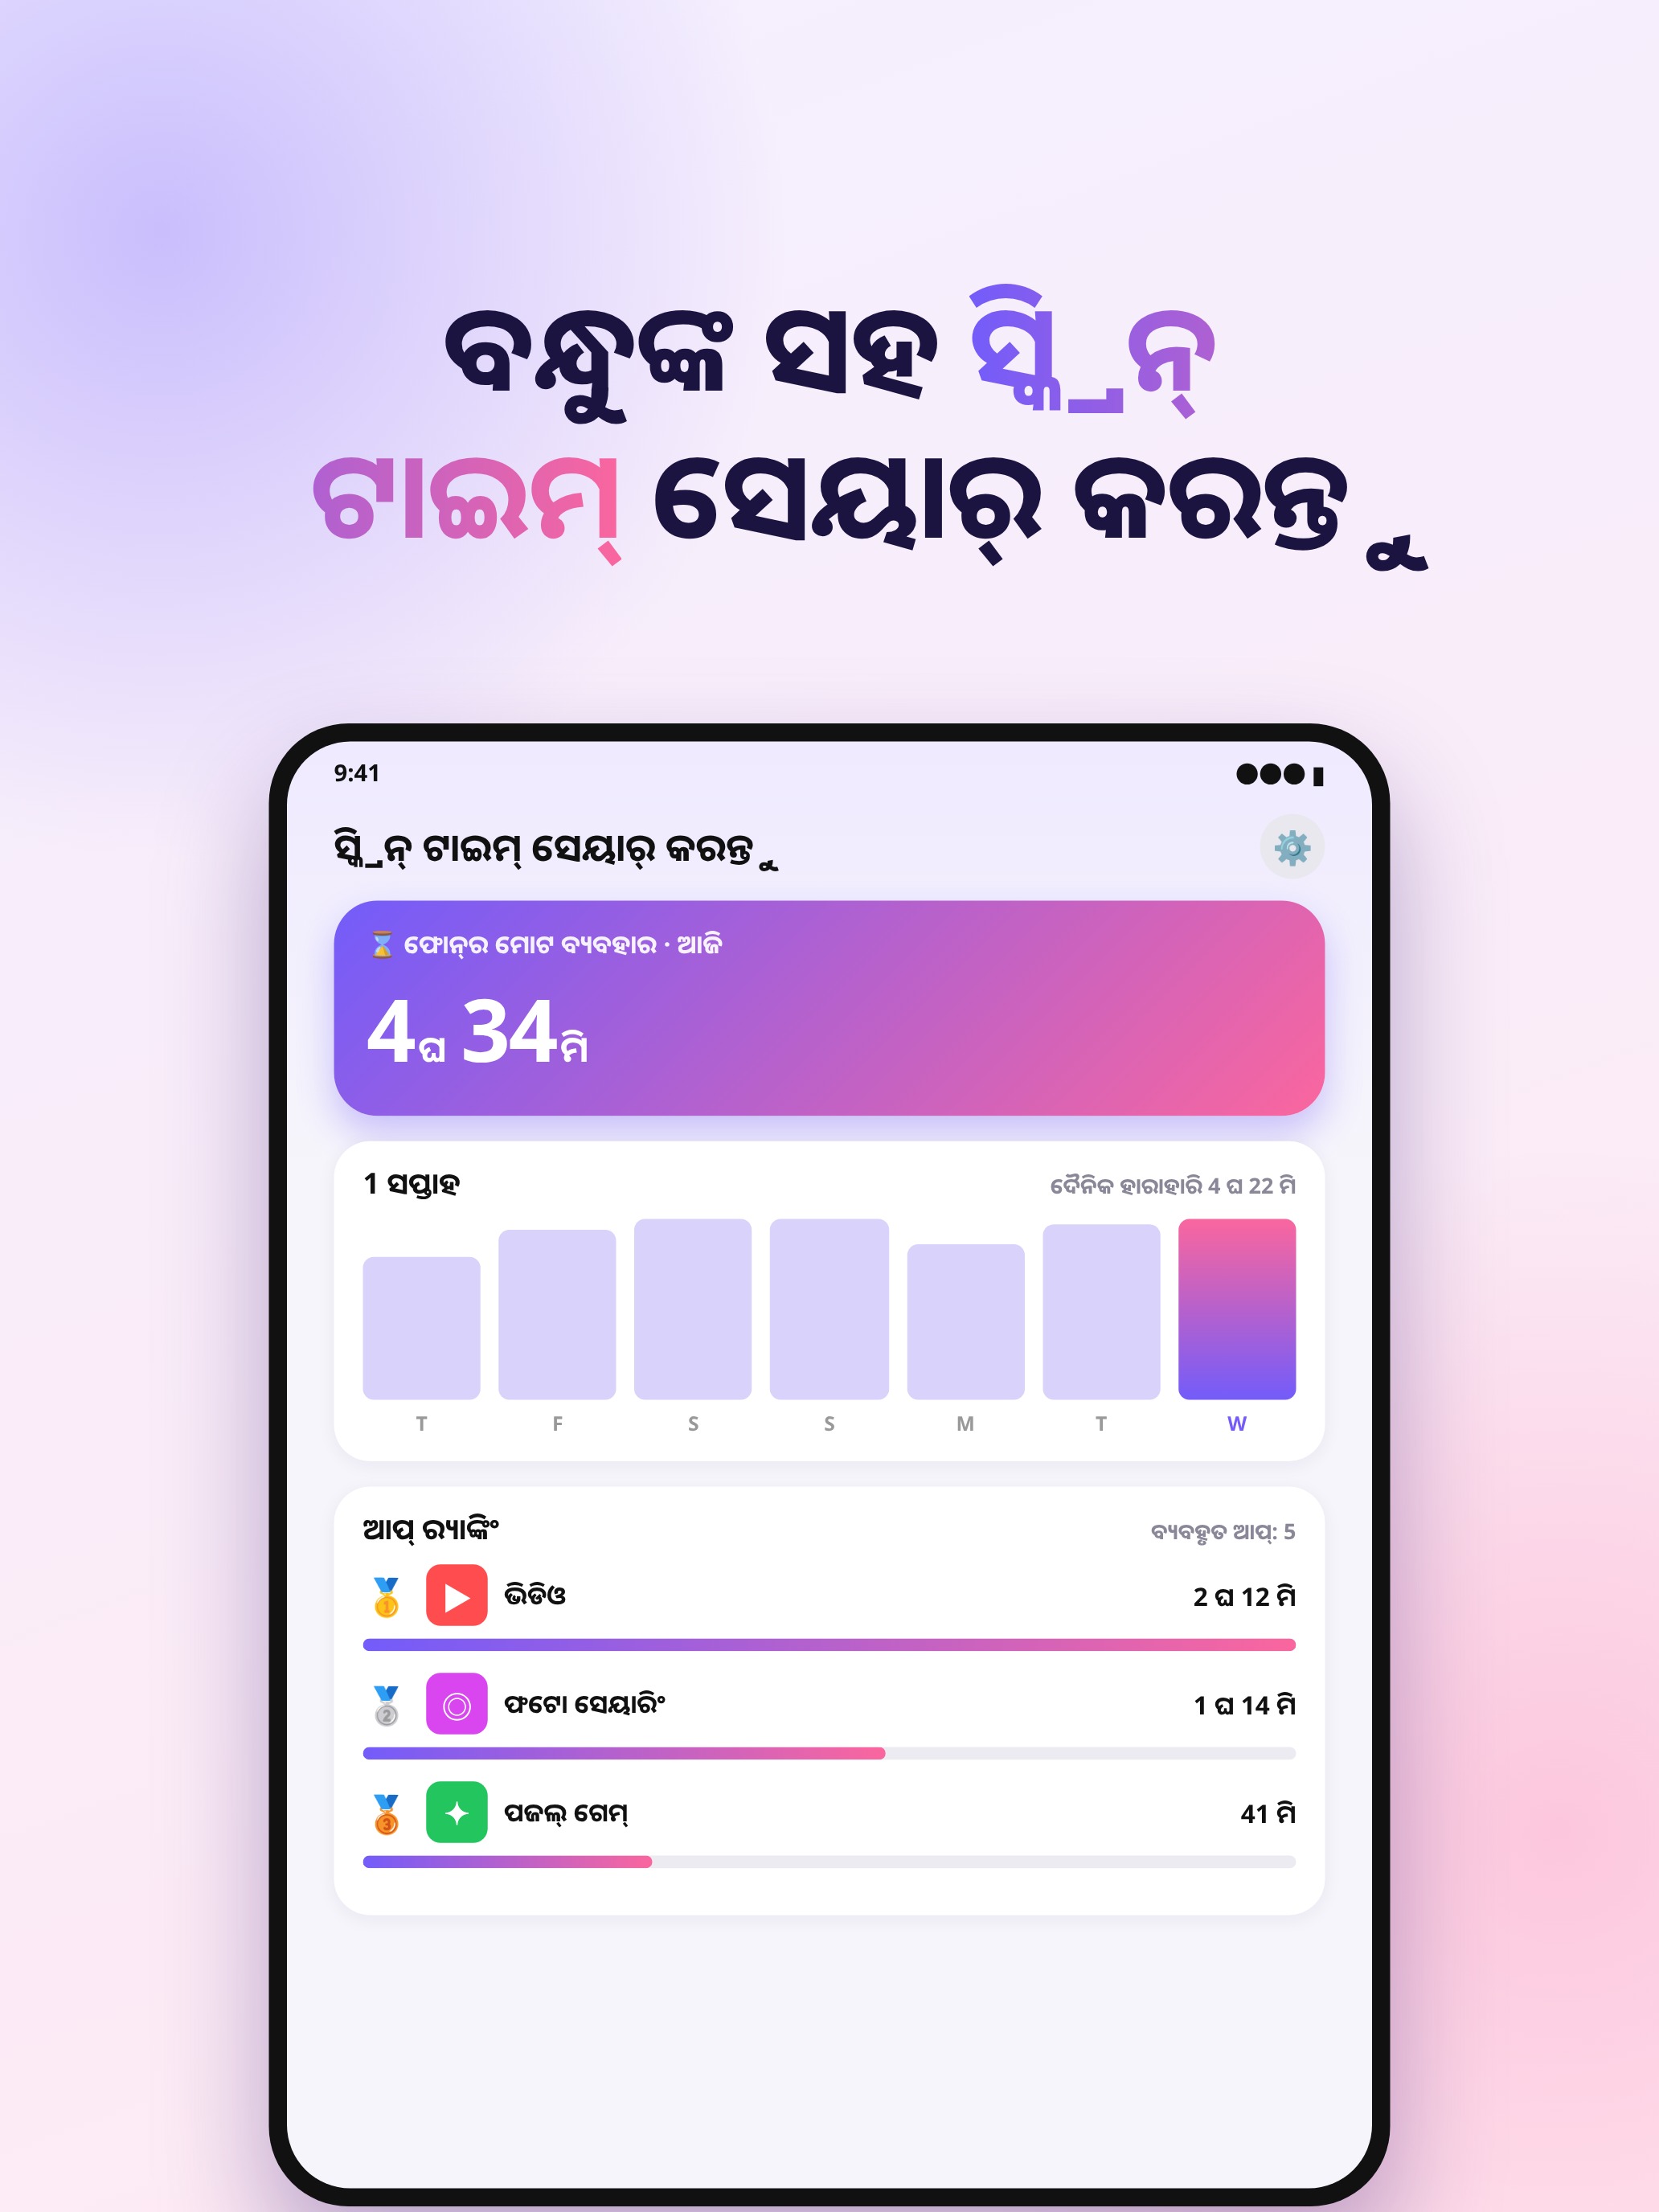 ବନ୍ଧୁଙ୍କ ସହ ସ୍କ୍ରିନ୍
ଟାଇମ୍ ସେୟାର୍ କରନ୍ତୁ
9:41
ସ୍କ୍ରିନ୍ ଟାଇମ୍ ସେୟାର୍ କରନ୍ତୁ
⌛ ଫୋନ୍‌ର ମୋଟ ବ୍ୟବହାର · ଆଜି
4ଘ 34ମି
1 ସପ୍ତାହ
ଦୈନିକ ହାରାହାରି 4 ଘ 22 ମି
T F S S M T W
ଆପ୍ ର‍୍ୟାଙ୍କିଂ
ବ୍ୟବହୃତ ଆପ୍: 5
🥇 ଭିଡିଓ 2 ଘ 12 ମି
🥈 ଫଟୋ ସେୟାରିଂ 1 ଘ 14 ମି
🥉 ପଜଲ୍ ଗେମ୍ 41 ମି